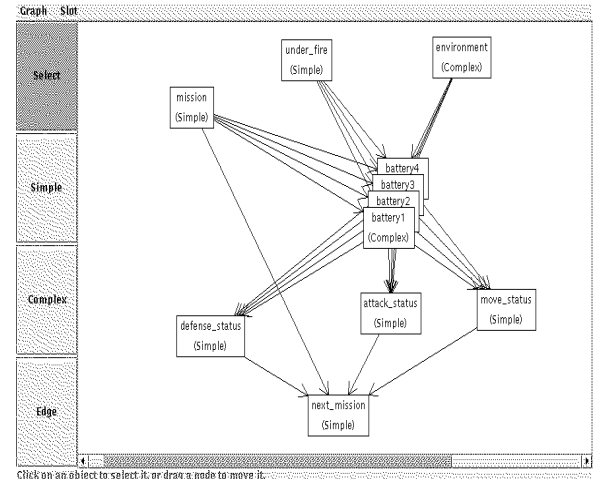 Graph Slot
Select
Simple
Complex
Edge
under_fire
(Simple)
environment
(Complex)
mission
(Simple)
battery4
battery3
battery2
battery1
(Complex)
defense_status
(Simple)
attack_status
(Simple)
move_status
(Simple)
next_mission
(Simple)
Click on an object to select it, or drag a node to move it.